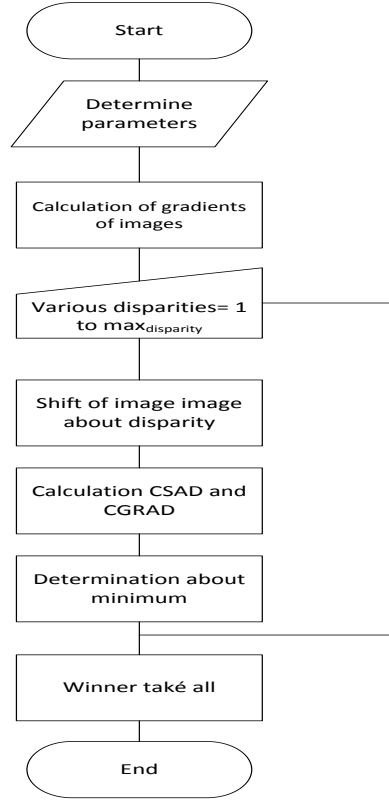 Start
Determine
parameters
Calculation of gradients
of images
Various disparities= 1
to max_disparity
Shift of image image
about disparity
Calculation CSAD and
CGRAD
Determination about
minimum
Winner také all
End